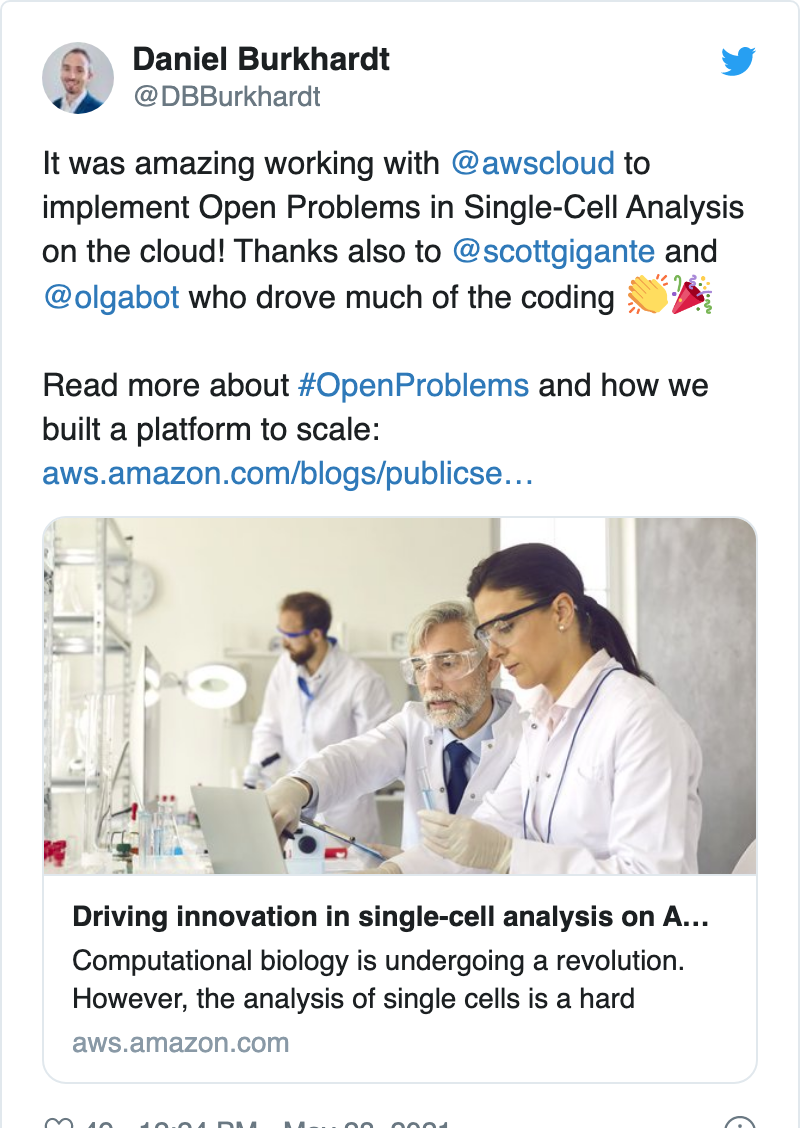 Daniel Burkhardt
@DBBurkhardt
It was amazing working with @awscloud to
implement Open Problems in Single-Cell Analysis
on the cloud! Thanks also to @scottgigante and
@olgabot who drove much of the coding 👏🎉
Read more about #OpenProblems and how we
built a platform to scale:
aws.amazon.com/blogs/publicse…
Driving innovation in single-cell analysis on A…
Computational biology is undergoing a revolution.
However, the analysis of single cells is a hard
aws.amazon.com
PM · May 2021